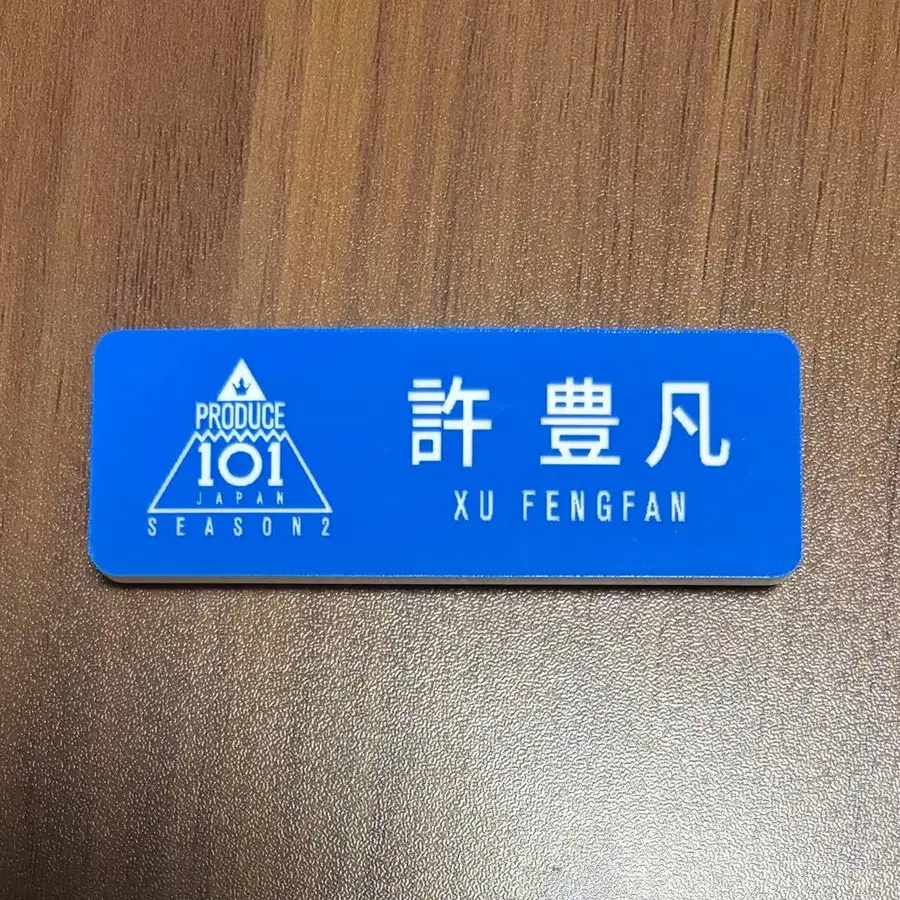 PRODUCE
101
JAPAN
SEASON2
許 豊凡
XU FENGFAN